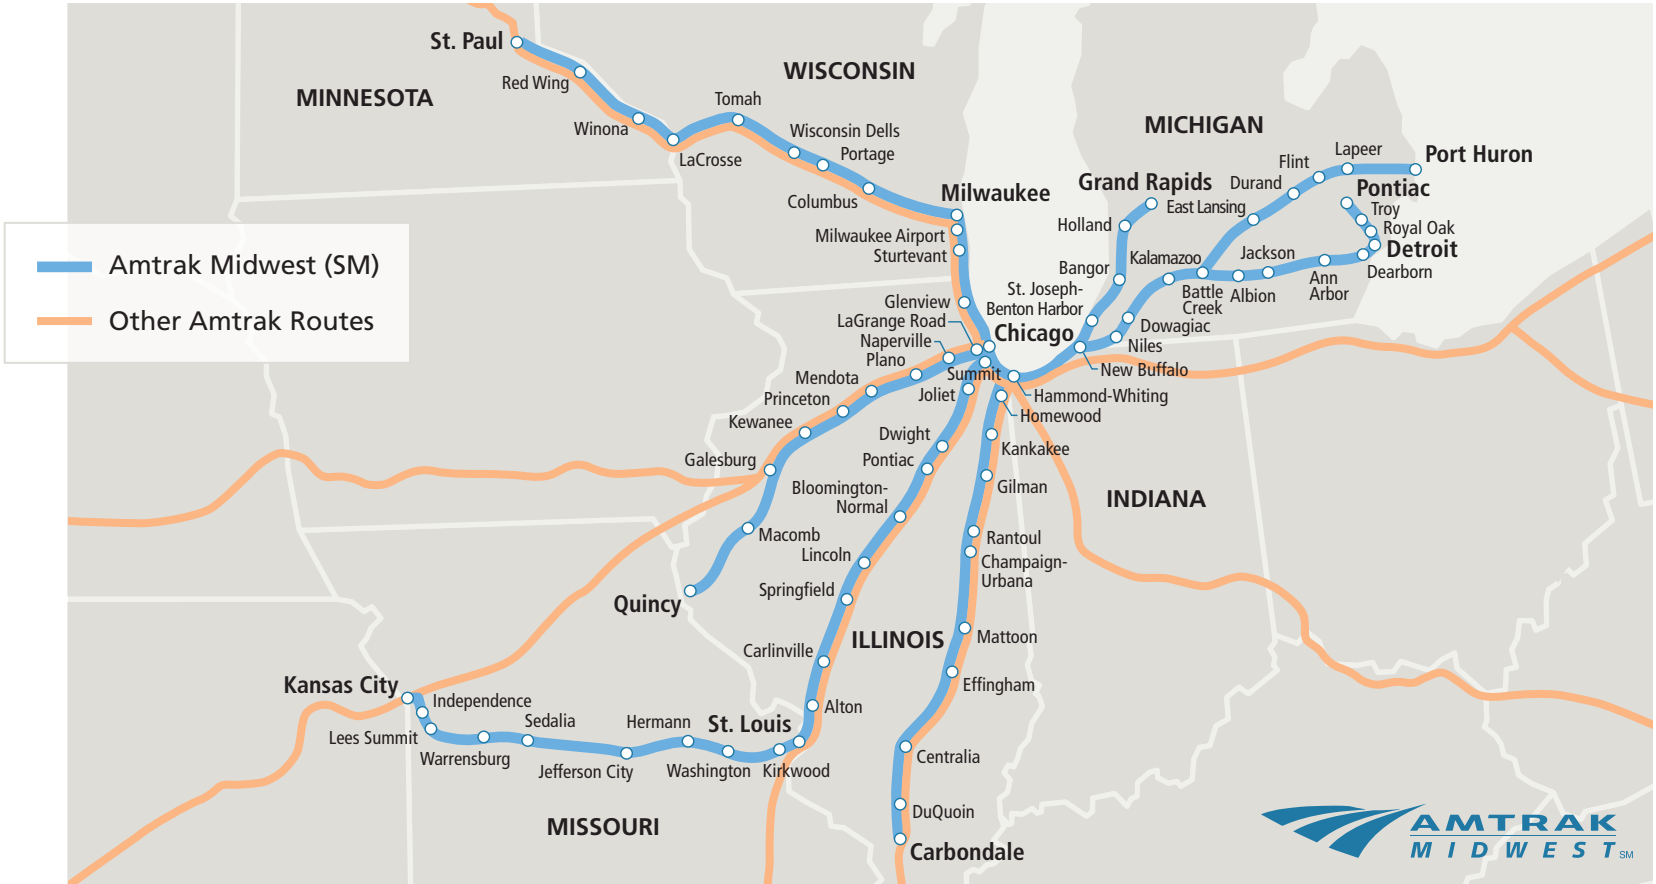 St. Paul
WISCONSIN
Red Wing
MINNESOTA
Tomah
Winona
Wisconsin Dells
MICHIGAN
LaCrosse
Portage
Lapeer
Port Huron
Flint
Columbus
Milwaukee
Grand Rapids
Durand
Pontiac
East Lansing
Troy
Milwaukee Airport
Holland
Royal Oak
Sturtevant
Detroit
Amtrak Midwest (SM)
Bangor
Kalamazoo
Jackson
Dearborn
Other Amtrak Routes
Glenview
St. Joseph-
Benton Harbor
Battle
Creek
Albion
Ann
Arbor
LaGrange Road
Chicago
Dowagiac
Naperville
Niles
Plano
Summit
New Buffalo
Mendota
Joliet
Hammond-Whiting
Princeton
Homewood
Kewanee
Dwight
Kankakee
Galesburg
Pontiac
Gilman
INDIANA
Bloomington-
Normal
Macomb
Rantoul
Lincoln
Champaign-
Urbana
Springfield
Quincy
ILLINOIS
Mattoon
Carlinville
Effingham
Kansas City
Independence
Alton
Lees Summit
Sedalia
Hermann
St. Louis
Warrensburg
Jefferson City
Washington
Kirkwood
Centralia
DuQuoin
MISSOURI
Carbondale
AMTRAK
MIDWEST SM